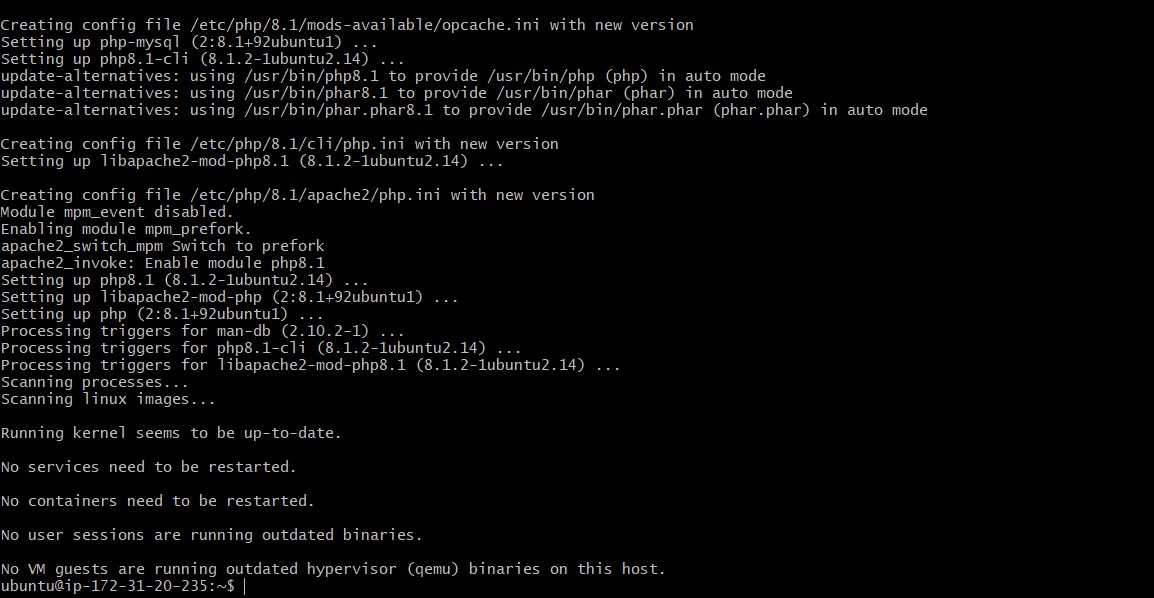 Creating config file /etc/php/8.1/mods-available/opcache.ini with new version
Setting up php-mysql (2:8.1+92ubuntu1) ...
Setting up php8.1-cli (8.1.2-1ubuntu2.14) ...
update-alternatives: using /usr/bin/php8.1 to provide /usr/bin/php (php) in auto mode
update-alternatives: using /usr/bin/phar8.1 to provide /usr/bin/phar (phar) in auto mode
update-alternatives: using /usr/bin/phar.phar8.1 to provide /usr/bin/phar.phar (phar.phar) in auto mode
Creating config file /etc/php/8.1/cli/php.ini with new version
Setting up libapache2-mod-php8.1 (8.1.2-1ubuntu2.14) ...
Creating config file /etc/php/8.1/apache2/php.ini with new version
Module mpm_event disabled.
Enabling module mpm_prefork.
apache2_switch_mpm Switch to prefork
apache2_invoke: Enable module php8.1
Setting up php8.1 (8.1.2-1ubuntu2.14) ...
Setting up libapache2-mod-php (2:8.1+92ubuntu1) ...
Setting up php (2:8.1+92ubuntu1) ...
Processing triggers for man-db (2.10.2-1) ...
Processing triggers for php8.1-cli (8.1.2-1ubuntu2.14) ...
Processing triggers for libapache2-mod-php8.1 (8.1.2-1ubuntu2.14) ...
Scanning processes...
Scanning linux images...
Running kernel seems to be up-to-date.
No services need to be restarted.
No containers need to be restarted.
No user sessions are running outdated binaries.
No VM guests are running outdated hypervisor (qemu) binaries on this host.
ubuntu@ip-172-31-20-235:~$